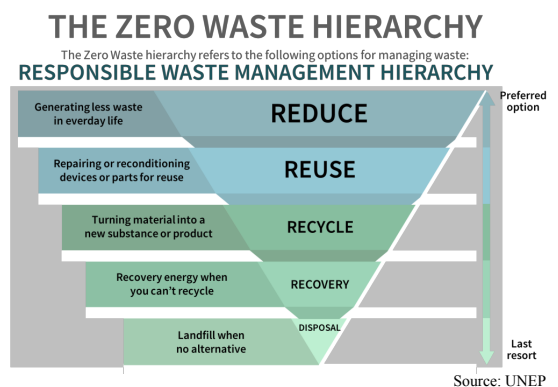 THE ZERO WASTE HIERARCHY
The Zero Waste hierarchy refers to the following options for managing waste:
RESPONSIBLE WASTE MANAGEMENT HIERARCHY
Preferred
option
Generating less waste
in everday life
REDUCE
Repairing or reconditioning
devices or parts for reuse
REUSE
Turning material into a
new substance or product
RECYCLE
Recovery energy when
you can't recycle
RECOVERY
Landfill when
no alternative
DISPOSAL
Last
resort
Source: UNEP